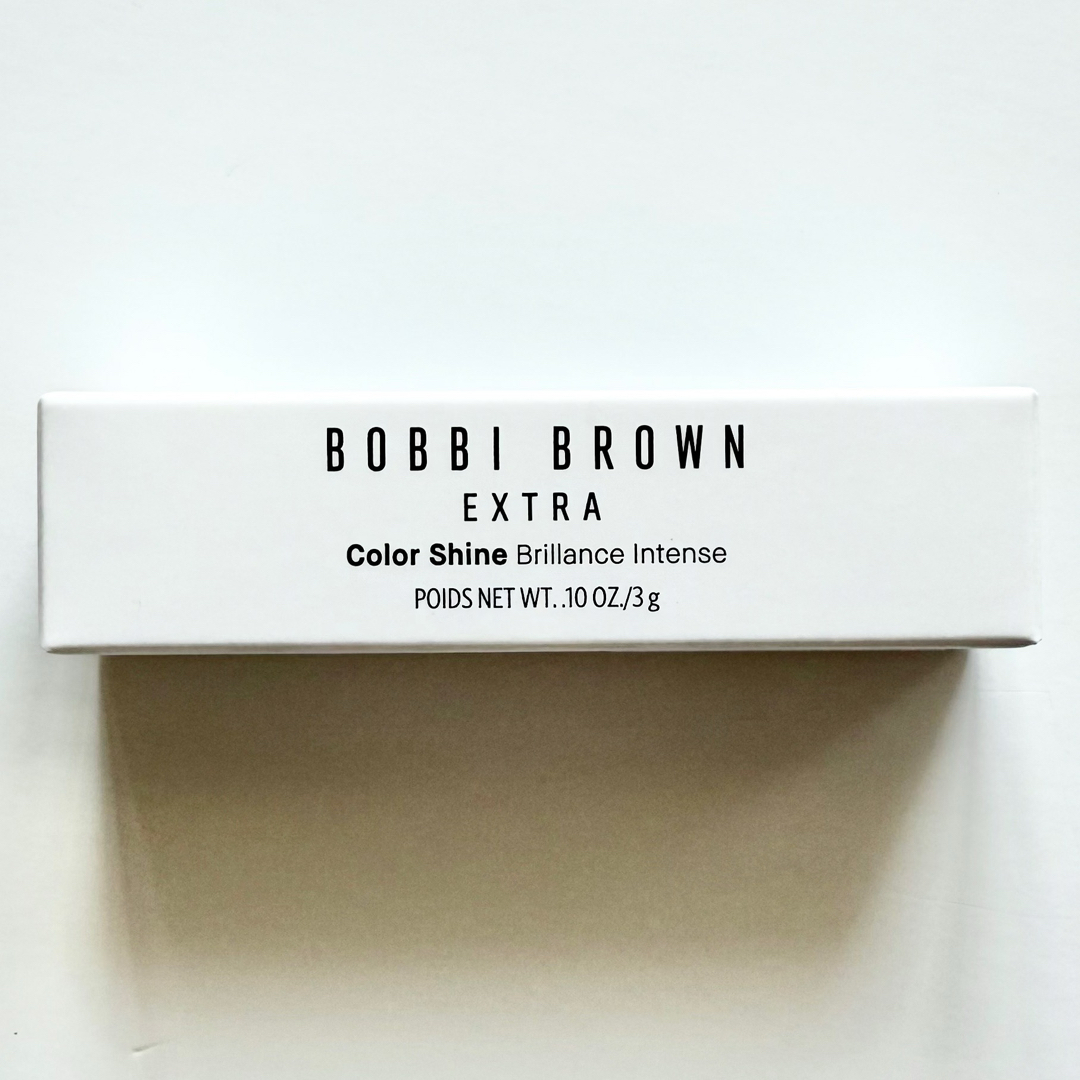 BOBBI BROWN
EXTRA
Color Shine Brillance Intense
POIDS NET WT. .10 OZ./3 g